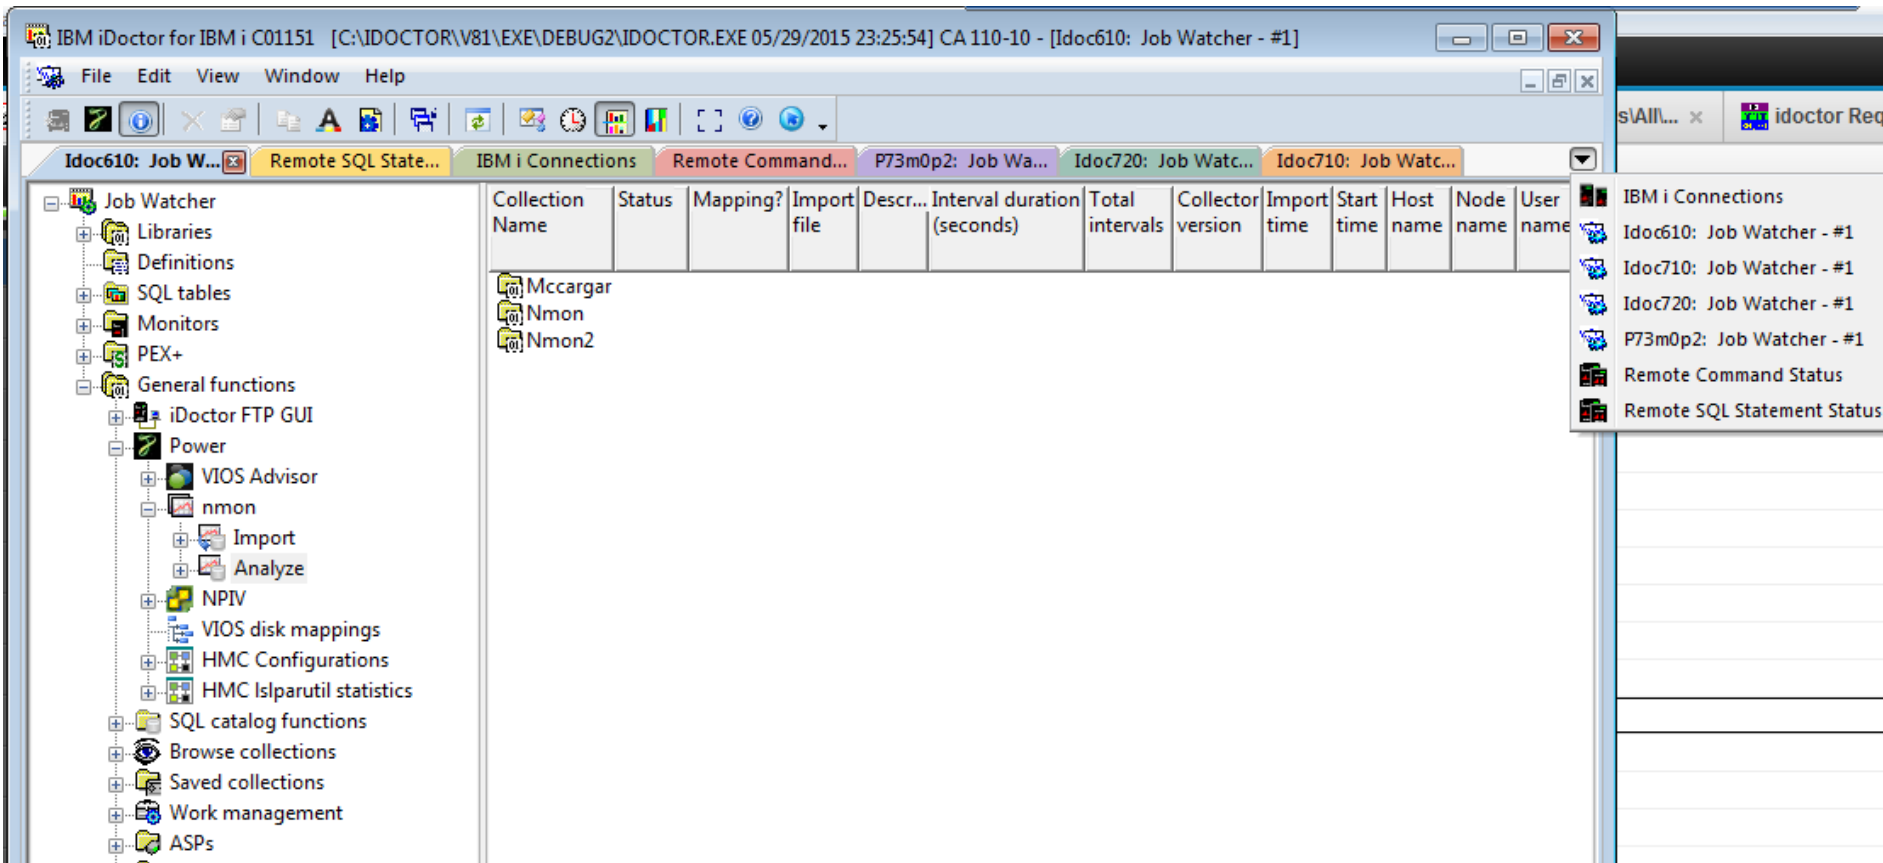 IBM iDoctor for IBM i C01151 [C:\IDOCTOR\V81\EXE\DEBUG2\IDOCTOR.EXE 05/29/2015 23:25:54] CA 110-10 - [Idoc610: Job Watcher - #1]
File Edit View Window Help
s\All\... idoctor Req
Idoc610: Job W... Remote SQL State... IBM i Connections Remote Command... P73m0p2: Job Wa... Idoc720: Job Watc... Idoc710: Job Watc...
Job Watcher
Libraries
Definitions
SQL tables
Monitors
PEX+
General functions
iDoctor FTP GUI
Power
VIOS Advisor
nmon
Import
Analyze
NPIV
VIOS disk mappings
HMC Configurations
HMC lslparutil statistics
SQL catalog functions
Browse collections
Saved collections
Work management
ASPs
Collection Status Mapping? Import Descr... Interval duration Total Collector Import Start Host Node User
Name file (seconds) intervals version time time name name name
Mccargar
Nmon
Nmon2
IBM i Connections
Idoc610: Job Watcher - #1
Idoc710: Job Watcher - #1
Idoc720: Job Watcher - #1
P73m0p2: Job Watcher - #1
Remote Command Status
Remote SQL Statement Status